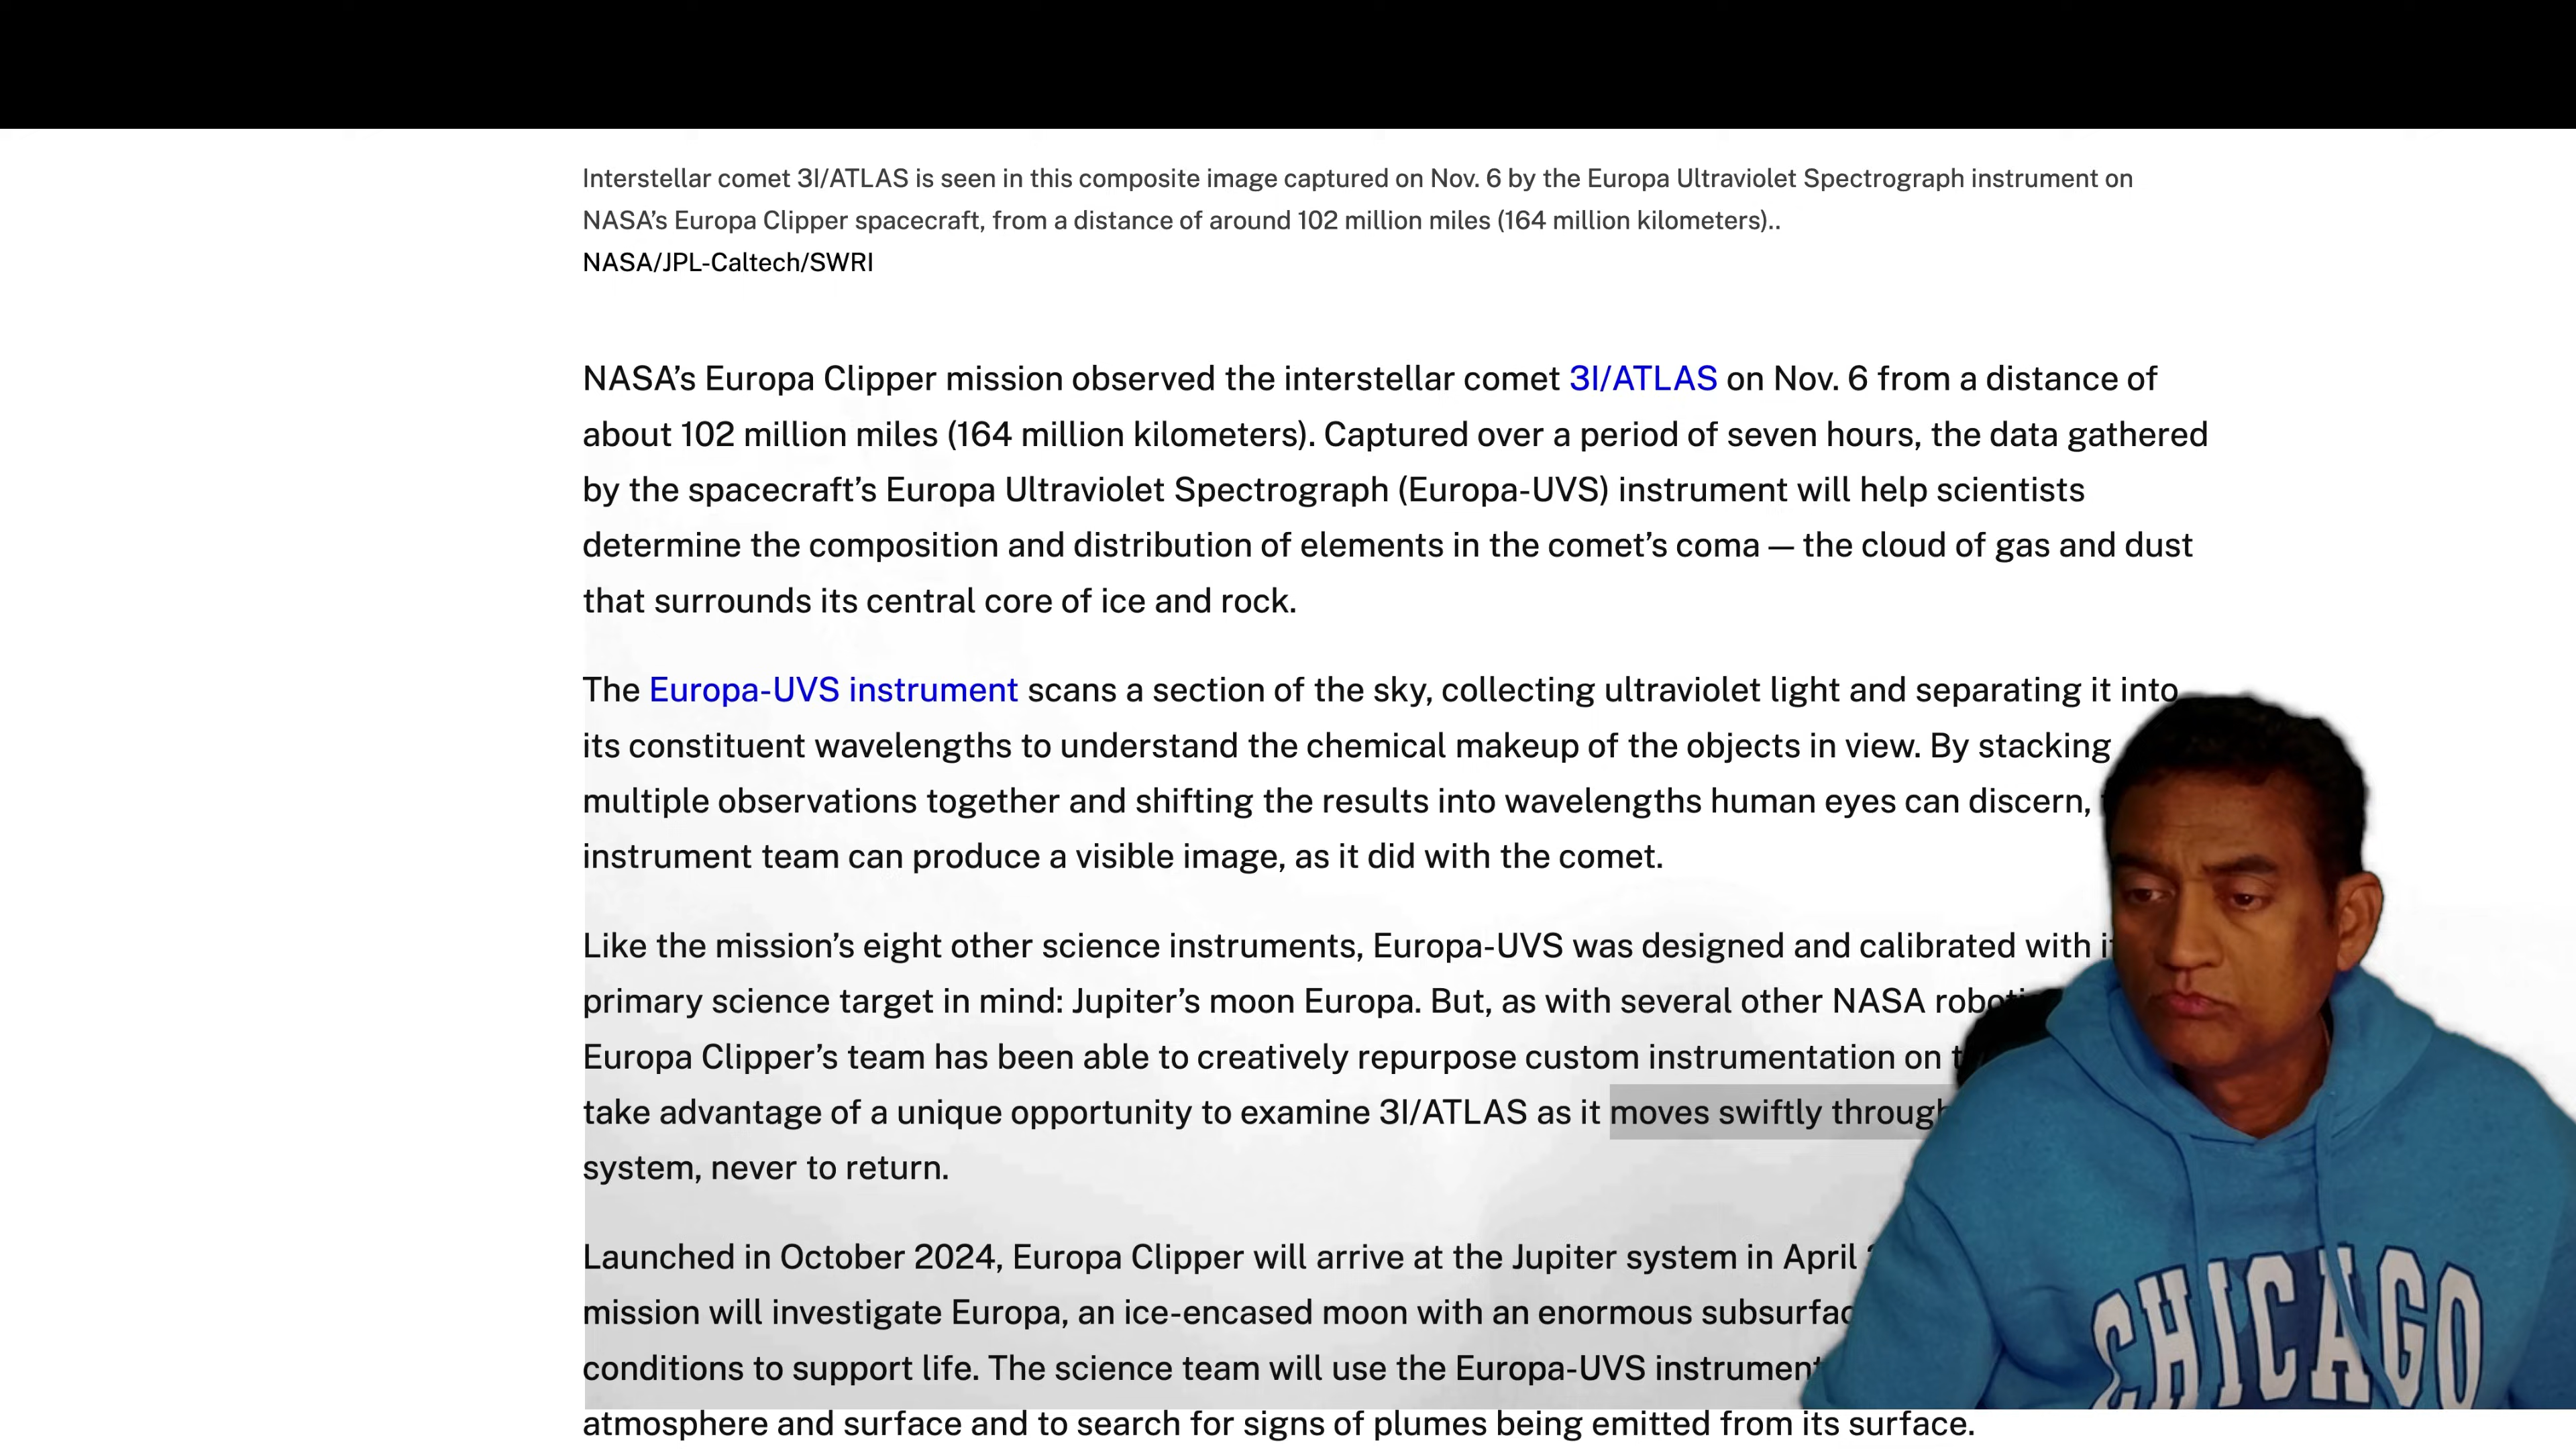 Interstellar comet 3I/ATLAS is seen in this composite image captured on Nov. 6 by the Europa Ultraviolet Spectrograph instrument on
NASA’s Europa Clipper spacecraft, from a distance of around 102 million miles (164 million kilometers)..
NASA/JPL-Caltech/SWRI
NASA’s Europa Clipper mission observed the interstellar comet 3I/ATLAS on Nov. 6 from a distance of
about 102 million miles (164 million kilometers). Captured over a period of seven hours, the data gathered
by the spacecraft’s Europa Ultraviolet Spectrograph (Europa-UVS) instrument will help scientists
determine the composition and distribution of elements in the comet’s coma — the cloud of gas and dust
that surrounds its central core of ice and rock.
The Europa-UVS instrument scans a section of the sky, collecting ultraviolet light and separating it into
its constituent wavelengths to understand the chemical makeup of the objects in view. By stacking
multiple observations together and shifting the results into wavelengths human eyes can discern,
instrument team can produce a visible image, as it did with the comet.
Like the mission’s eight other science instruments, Europa-UVS was designed and calibrated with
primary science target in mind: Jupiter’s moon Europa. But, as with several other NASA
Europa Clipper’s team has been able to creatively repurpose custom instrumentation on
take advantage of a unique opportunity to examine 3I/ATLAS as it moves swiftly through
system, never to return.
Launched in October 2024, Europa Clipper will arrive at the Jupiter system in April
mission will investigate Europa, an ice-encased moon with an enormous
conditions to support life. The science team will use the Europa-UVS instrument
atmosphere and surface and to search for signs of plumes being emitted from its surface.
CHICAGO